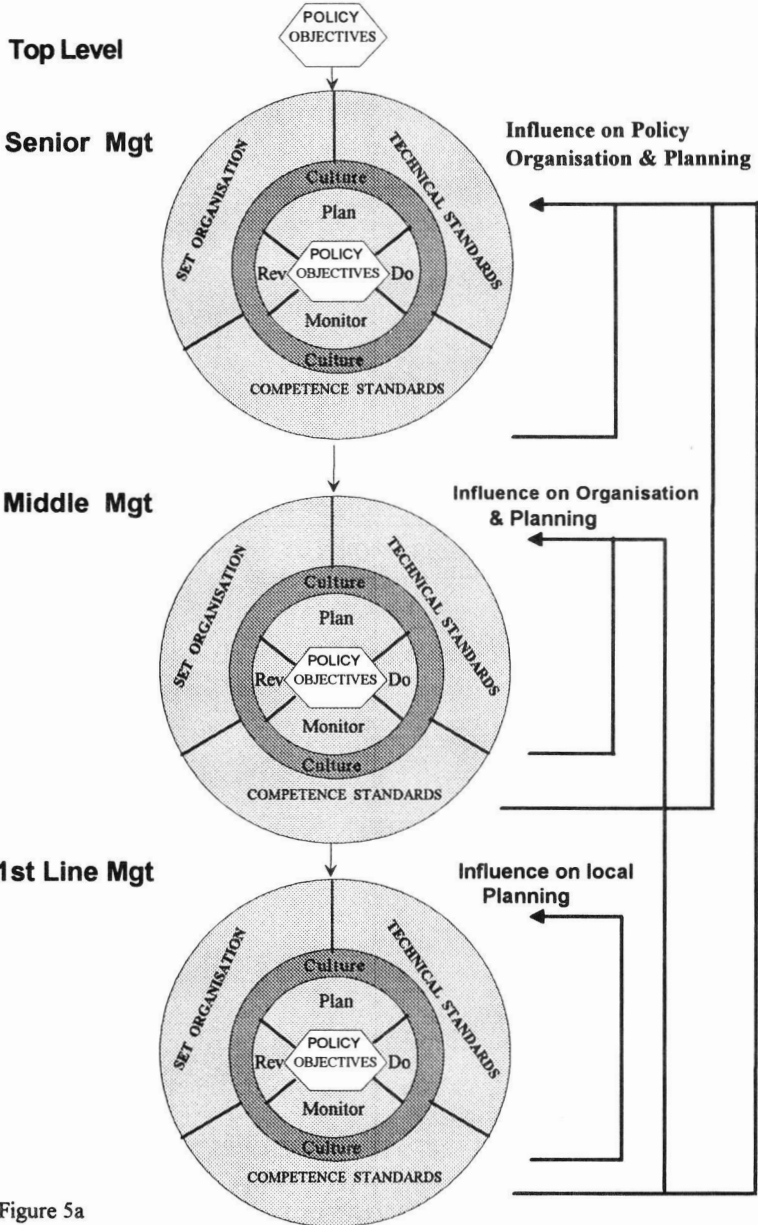 POLICY
OBJECTIVES
Top Level
Senior Mgt
Influence on Policy
Organisation & Planning
SET ORGANISATION
TECHNICAL STANDARDS
Culture
Plan
POLICY
Rev OBJECTIVES Do
Monitor
Culture
COMPETENCE STANDARDS
Middle Mgt
Influence on Organisation
& Planning
SET ORGANISATION
TECHNICAL STANDARDS
Culture
Plan
POLICY
Rev OBJECTIVES Do
Monitor
Culture
COMPETENCE STANDARDS
1st Line Mgt
Influence on local
Planning
SET ORGANISATION
TECHNICAL STANDARDS
Culture
Plan
POLICY
Rev OBJECTIVES Do
Monitor
Culture
COMPETENCE STANDARDS
Figure 5a